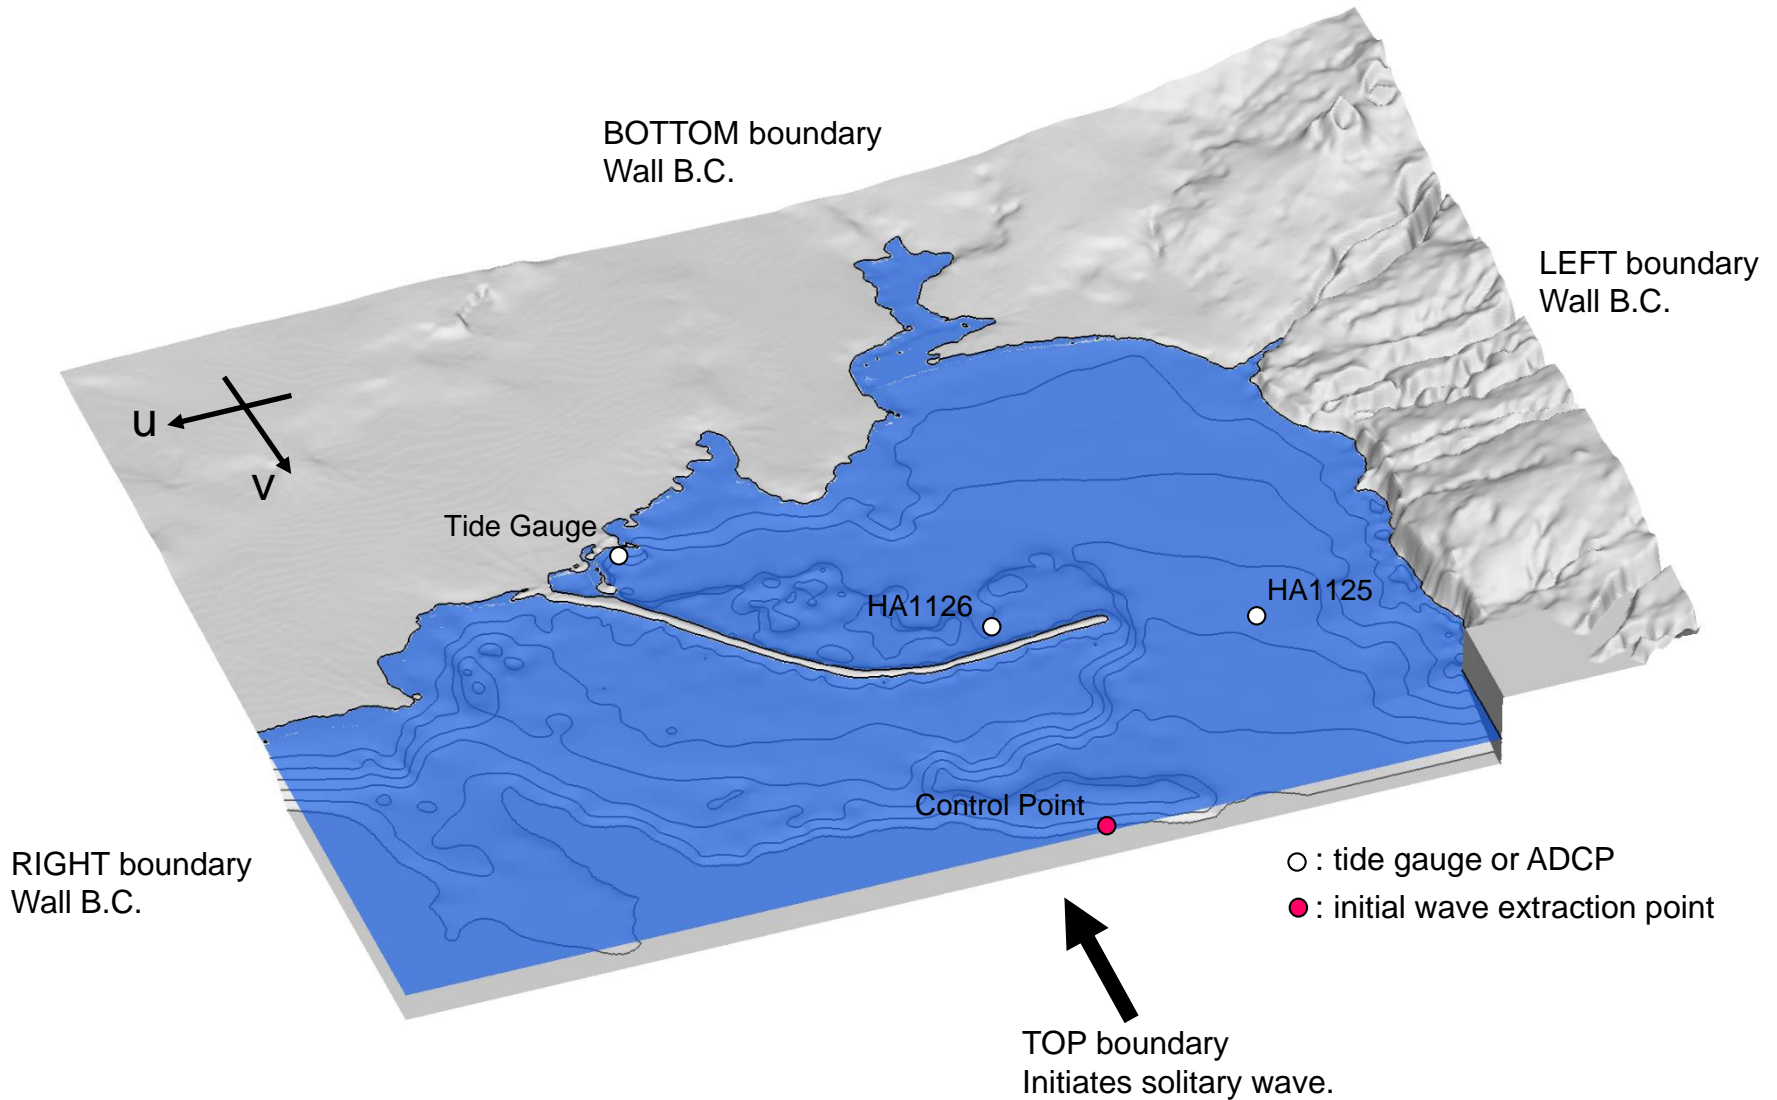 BOTTOM boundary
Wall B.C.
LEFT boundary
Wall B.C.
u
v
Tide Gauge
HA1126
HA1125
Control Point
RIGHT boundary
Wall B.C.
: tide gauge or ADCP
: initial wave extraction point
TOP boundary
Initiates solitary wave.